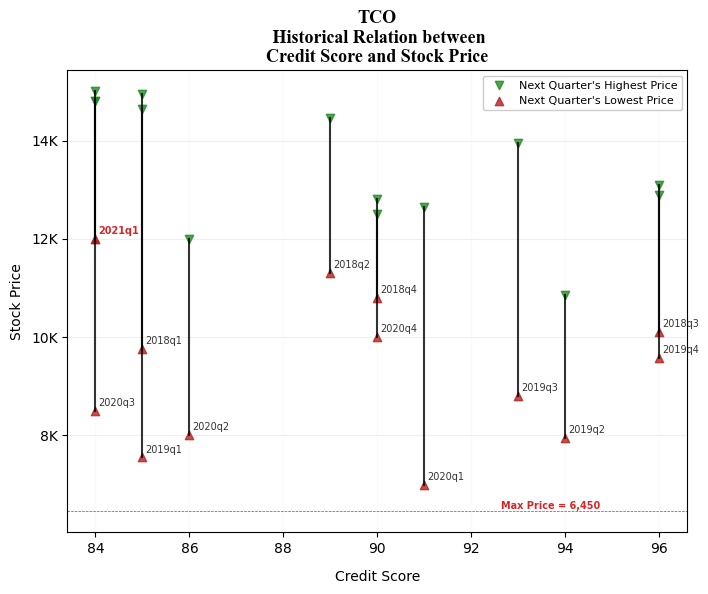 TCO
Historical Relation between
Credit Score and Stock Price
Next Quarter's Highest Price
Next Quarter's Lowest Price
14K
12K
10K
8K
Stock Price
2021q1
2018q2
2018q4
2018q3
2020q4
2018q1
2019q4
2019q3
2020q3
2020q2
2019q2
2019q1
2020q1
Max Price = 6,450
84
86
88
90
92
94
96
Credit Score